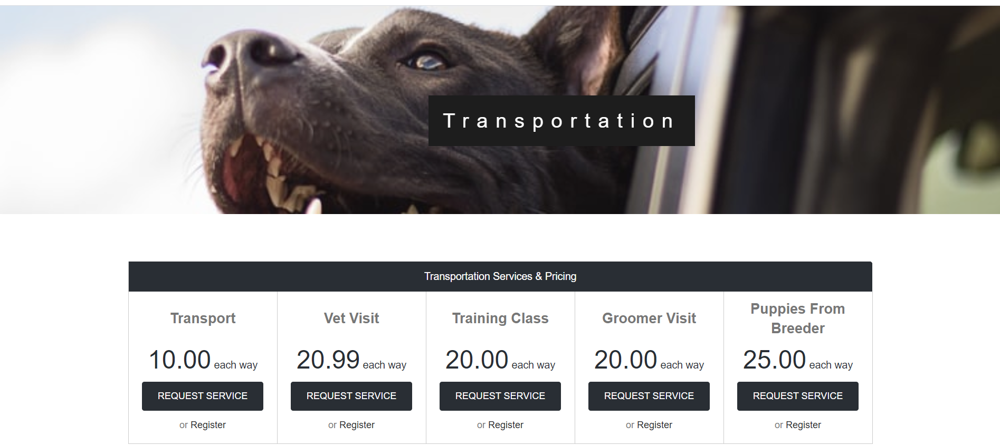 Transportation
Transportation Services & Pricing
Transport
10.00 each way
REQUEST SERVICE
or Register
Vet Visit
20.99 each way
REQUEST SERVICE
or Register
Training Class
20.00 each way
REQUEST SERVICE
or Register
Groomer Visit
20.00 each way
REQUEST SERVICE
or Register
Puppies From
Breeder
25.00 each way
REQUEST SERVICE
or Register